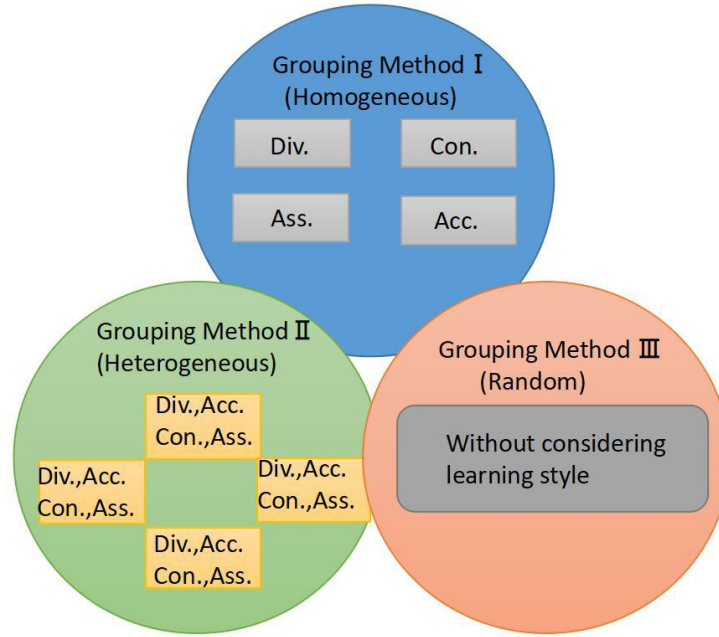 Grouping Method Ⅰ
(Homogeneous)
Div.
Con.
Ass.
Acc.
Grouping Method Ⅱ
(Heterogeneous)
Div.,Acc.
Con.,Ass.
Div.,Acc.
Con.,Ass.
Div.,Acc.
Con.,Ass.
Div.,Acc.
Con.,Ass.
Grouping Method Ⅲ
(Random)
Without considering
learning style